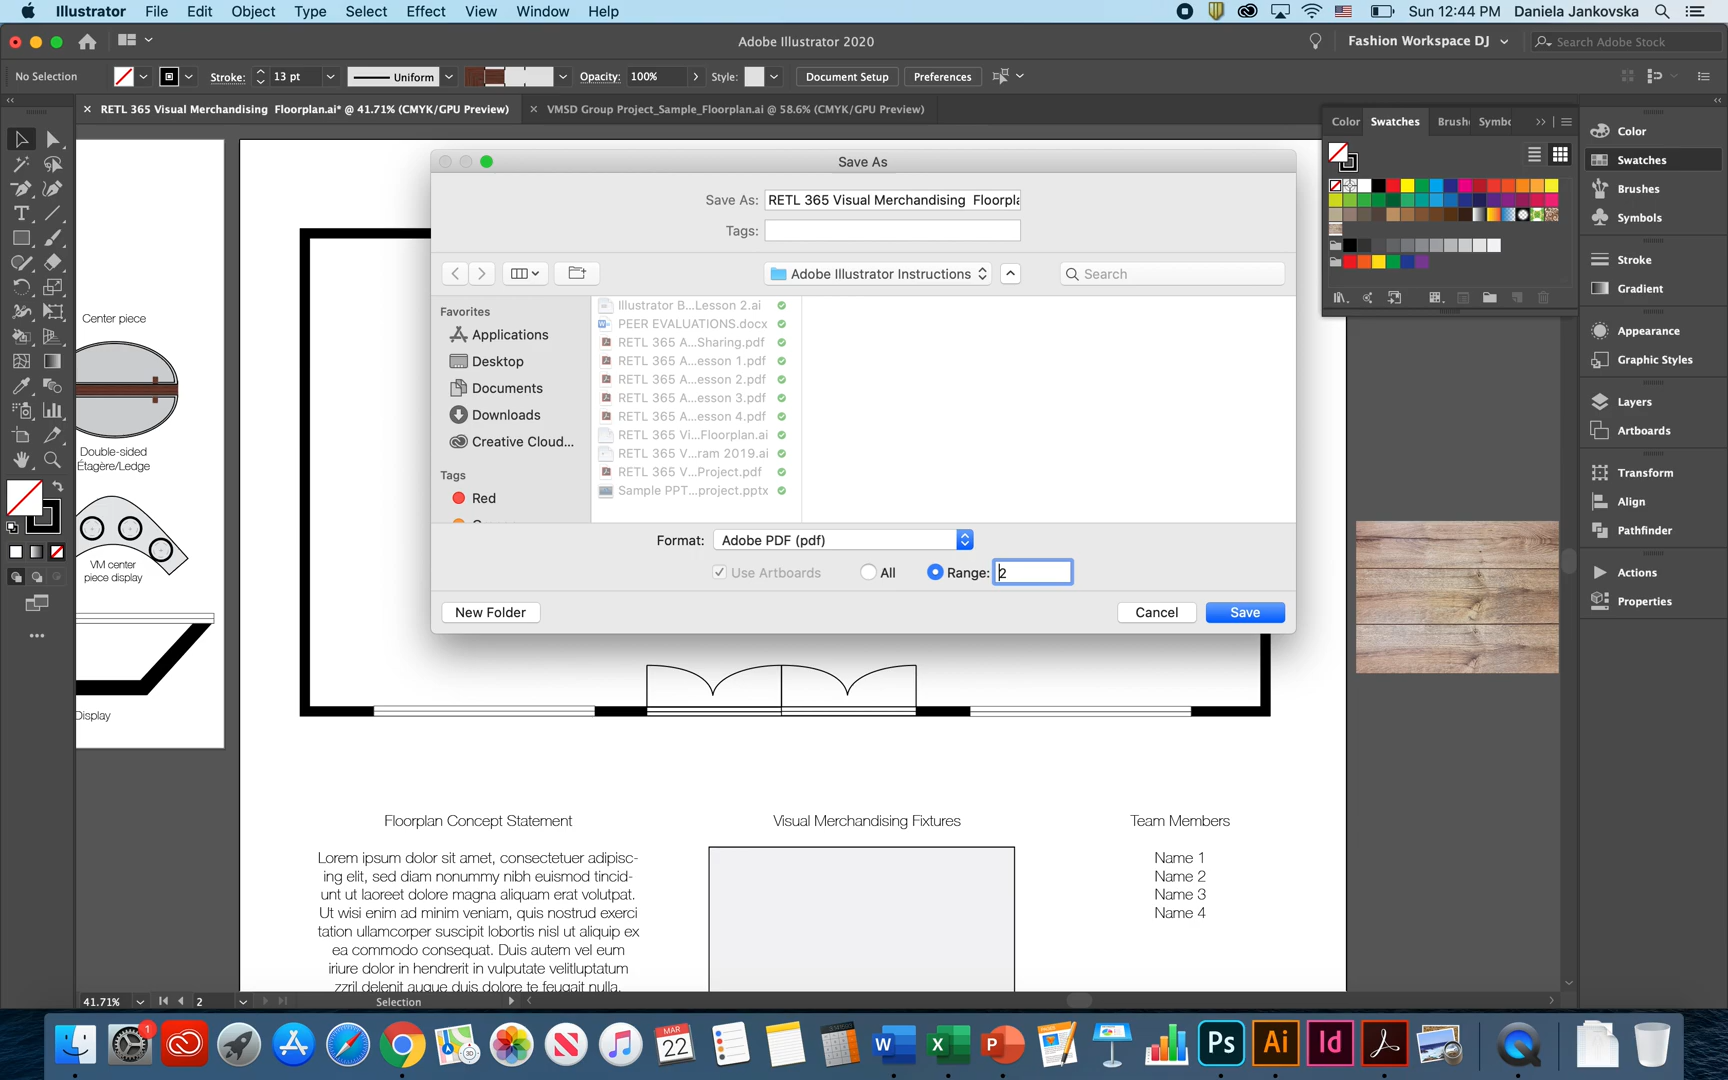 Illustrator File Edit Object Type Select Effect View Window Help
Sun 12:44 PM Daniela Jankovska
Adobe Illustrator 2020
Fashion Workspace DJ
Search Adobe Stock
No Selection Stroke: 13 pt Uniform Opacity: 100% Style: Document Setup Preferences
RETL 365 Visual Merchandising Floorplan.ai* @ 41.71% (CMYK/GPU Preview)
VMSD Group Project_Sample_Floorplan.ai @ 58.6% (CMYK/GPU Preview)
Save As
Save As: RETL 365 Visual Merchandising Floorpla
Tags:
Adobe Illustrator Instructions
Search
Favorites
Applications
Desktop
Documents
Downloads
Creative Cloud...
Tags
Red
Illustrator B...Lesson 2.ai
PEER EVALUATIONS.docx
RETL 365 A...Sharing.pdf
RETL 365 A...esson 1.pdf
RETL 365 A...esson 2.pdf
RETL 365 A...esson 3.pdf
RETL 365 A...esson 4.pdf
RETL 365 Vi...Floorplan.ai
RETL 365 V...ram 2019.ai
RETL 365 V...Project.pdf
Sample PPT...project.pptx
Format: Adobe PDF (pdf)
Use Artboards All Range: 2
New Folder Cancel Save
Color Swatches Brush Symbo
Color
Swatches
Brushes
Symbols
Stroke
Gradient
Appearance
Graphic Styles
Layers
Artboards
Transform
Align
Pathfinder
Actions
Properties
Center piece
Double-sided
Étagère/Ledge
VM center
piece display
Display
Floorplan Concept Statement
Lorem ipsum dolor sit amet, consectetuer adipisc-
ing elit, sed diam nonummy nibh euismod tincid-
unt ut laoreet dolore magna aliquam erat volutpat.
Ut wisi enim ad minim veniam, quis nostrud exerci
tation ullamcorper suscipit lobortis nisl ut aliquip ex
ea commodo consequat. Duis autem vel eum
iriure dolor in hendrerit in vulputate velitluptatum
zzril delenit augue duis dolore te feugait nulla.
Visual Merchandising Fixtures
Team Members
Name 1
Name 2
Name 3
Name 4
41.71% 2 Selection
1
3D
MAR
22
W
X
P
Ps
Ai
Id